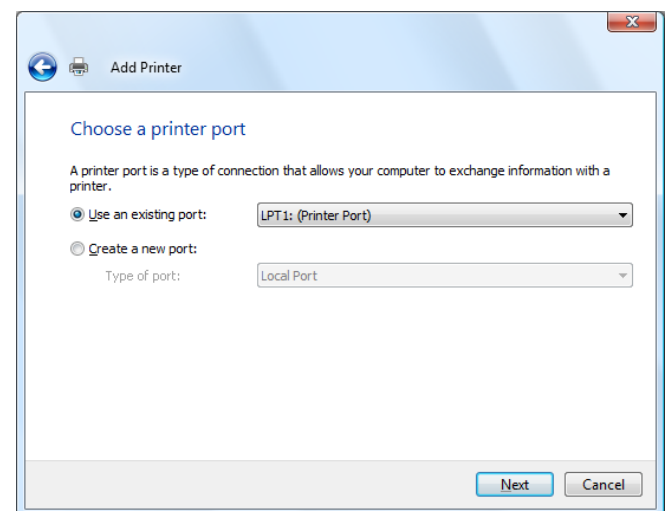 Add Printer
Choose a printer port
A printer port is a type of connection that allows your computer to exchange information with a
printer.
Use an existing port: LPT1: (Printer Port)
Create a new port:
Type of port: Local Port
Next Cancel